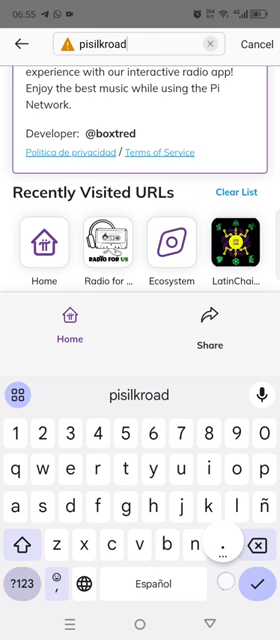 06:55
pisilkroad
Cancel
experience with our interactive radio app!
Enjoy the best music while using the Pi
Network.
Developer: @boxtred
Politica de privacidad / Terms of Service
Recently Visited URLs
Clear List
RADIO FOR US
Home
Radio for ...
Ecosystem
LatinChai...
Home
Share
pisilkroad
1 2 3 4 5 6 7 8 9 0
q w e r t y u i o p
a s d f g h j k l ñ
z x c v b n .
?123 , Español